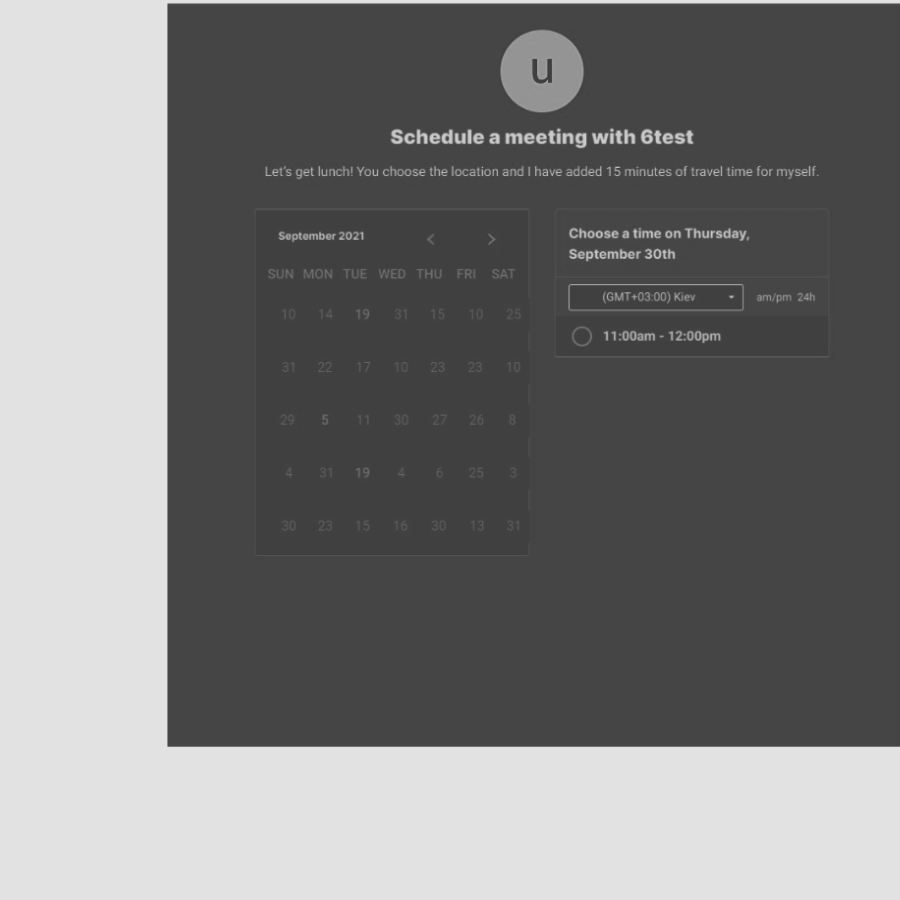 u
Schedule a meeting with 6test
Let's get lunch! You choose the location and I have added 15 minutes of travel time for myself.
September 2021
SUN MON TUE WED THU FRI SAT
10 14 19 31 15 10 25
31 22 17 10 23 23 10
29 5 11 30 27 26 8
4 31 19 4 6 25 3
30 23 15 16 30 13 31
Choose a time on Thursday,
September 30th
(GMT+03:00) Kiev am/pm 24h
11:00am - 12:00pm